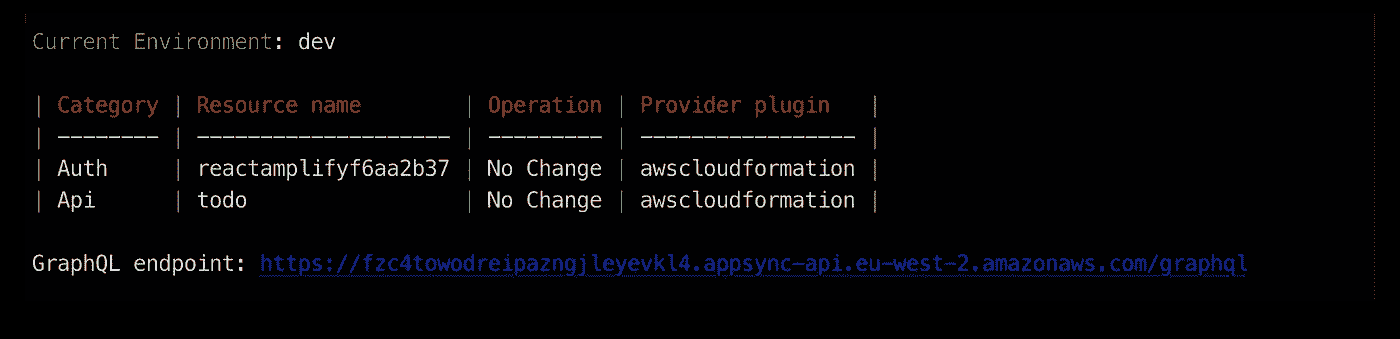 Current Environment: dev
| Category | Resource name        | Operation | Provider plugin   |
| -------- | -------------------- | --------- | ----------------- |
| Auth     | reactamplifyf6aa2b37 | No Change | awscloudformation |
| Api      | todo                 | No Change | awscloudformation |
GraphQL endpoint: https://fzc4towodreipazngjleyevkl4.appsync-api.eu-west-2.amazonaws.com/graphql